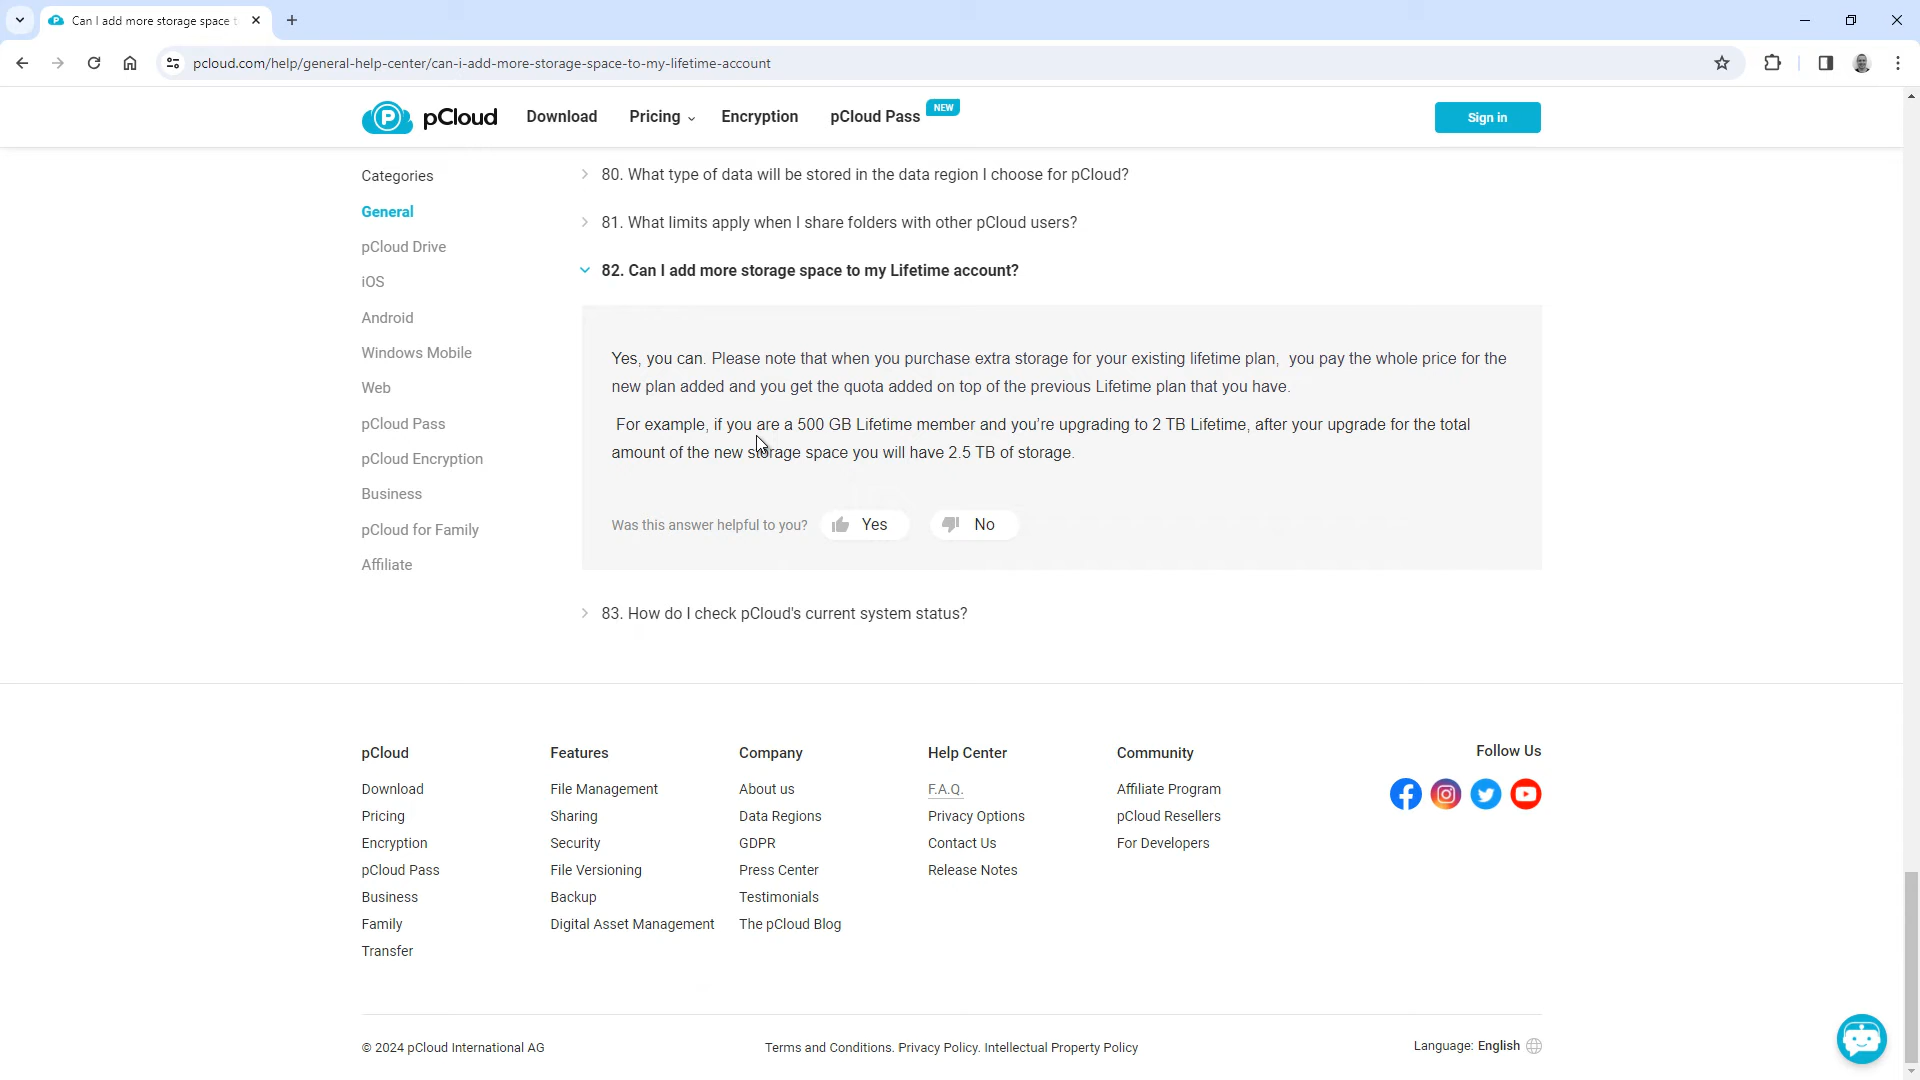 Can I add more storage space t
pcloud.com/help/general-help-center/can-i-add-more-storage-space-to-my-lifetime-account
pCloud
Download
Pricing
Encryption
pCloud Pass
NEW
Sign in
Categories
General
pCloud Drive
iOS
Android
Windows Mobile
Web
pCloud Pass
pCloud Encryption
Business
pCloud for Family
Affiliate
80. What type of data will be stored in the data region I choose for pCloud?
81. What limits apply when I share folders with other pCloud users?
82. Can I add more storage space to my Lifetime account?
Yes, you can. Please note that when you purchase extra storage for your existing lifetime plan, you pay the whole price for the
new plan added and you get the quota added on top of the previous Lifetime plan that you have.
For example, if you are a 500 GB Lifetime member and you're upgrading to 2 TB Lifetime, after your upgrade for the total
amount of the new storage space you will have 2.5 TB of storage.
Was this answer helpful to you?
Yes
No
83. How do I check pCloud's current system status?
pCloud
Download
Pricing
Encryption
pCloud Pass
Business
Family
Transfer
Features
File Management
Sharing
Security
File Versioning
Backup
Digital Asset Management
Company
About us
Data Regions
GDPR
Press Center
Testimonials
The pCloud Blog
Help Center
F.A.Q.
Privacy Options
Contact Us
Release Notes
Community
Affiliate Program
pCloud Resellers
For Developers
Follow Us
© 2024 pCloud International AG
Terms and Conditions. Privacy Policy. Intellectual Property Policy
Language: English